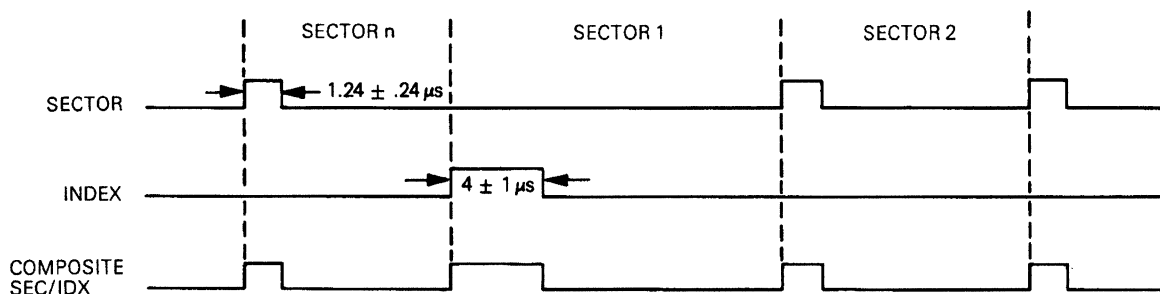 SECTOR n
SECTOR 1
SECTOR 2
SECTOR
1.24 ± .24 μs
INDEX
4 ± 1 μs
COMPOSITE
SEC/IDX